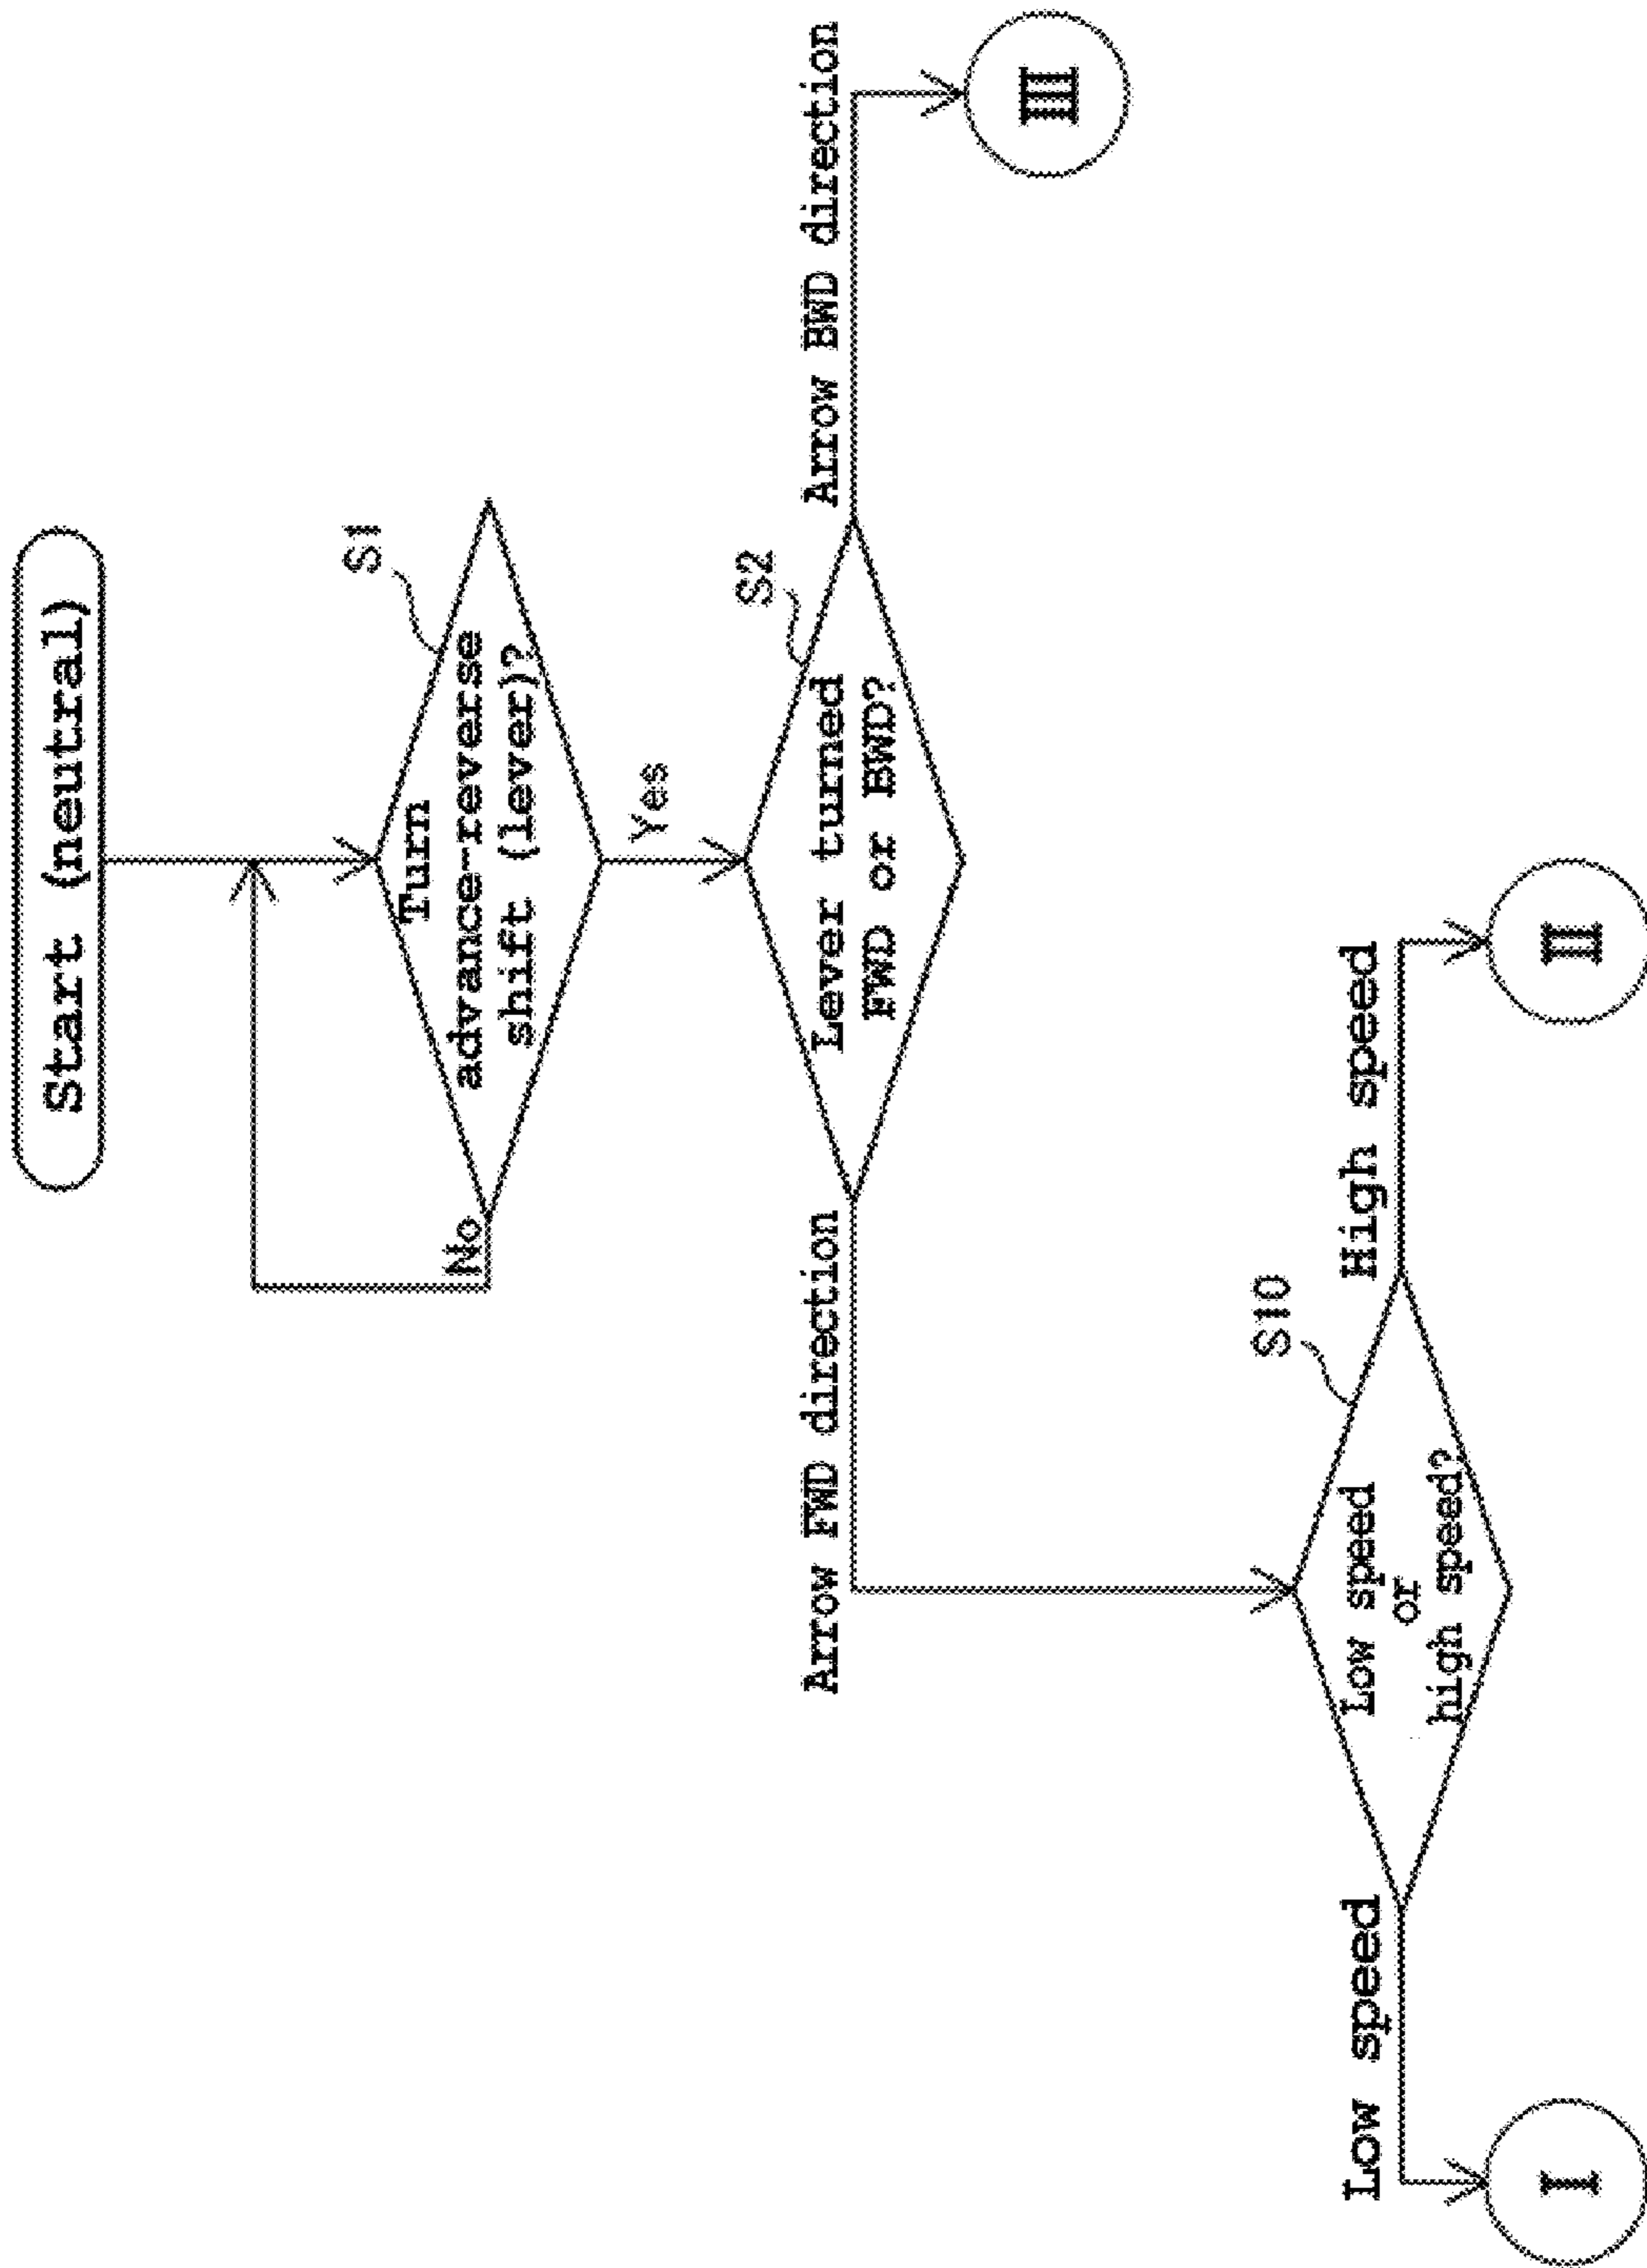 Start (neutral)
S1
Turn
advance-reverse
shift (lever)?
No
Yes
S2
Lever turned
FWD or BWD?
Arrow FWD direction
Arrow BWD direction
III
S10
Low speed
or
high speed?
Low speed
High speed
I
II